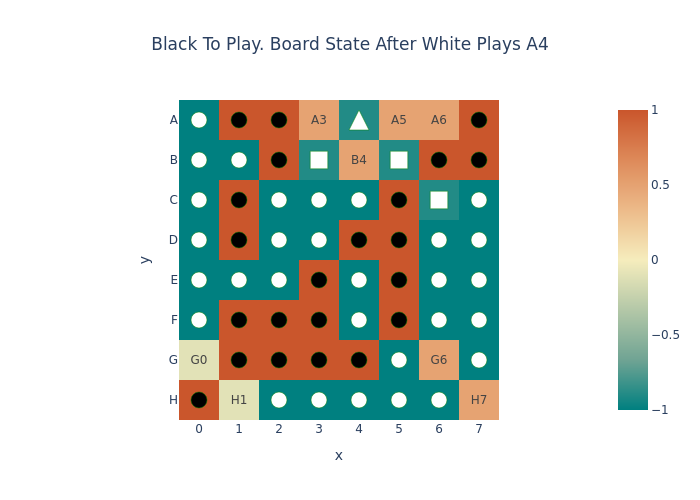 Black To Play. Board State After White Plays A4
A A3 A5 A6
B B4
C
D
E
F
G G0 G6
H H1 H7
0 1 2 3 4 5 6 7
x
y
1
0.5
0
−0.5
−1